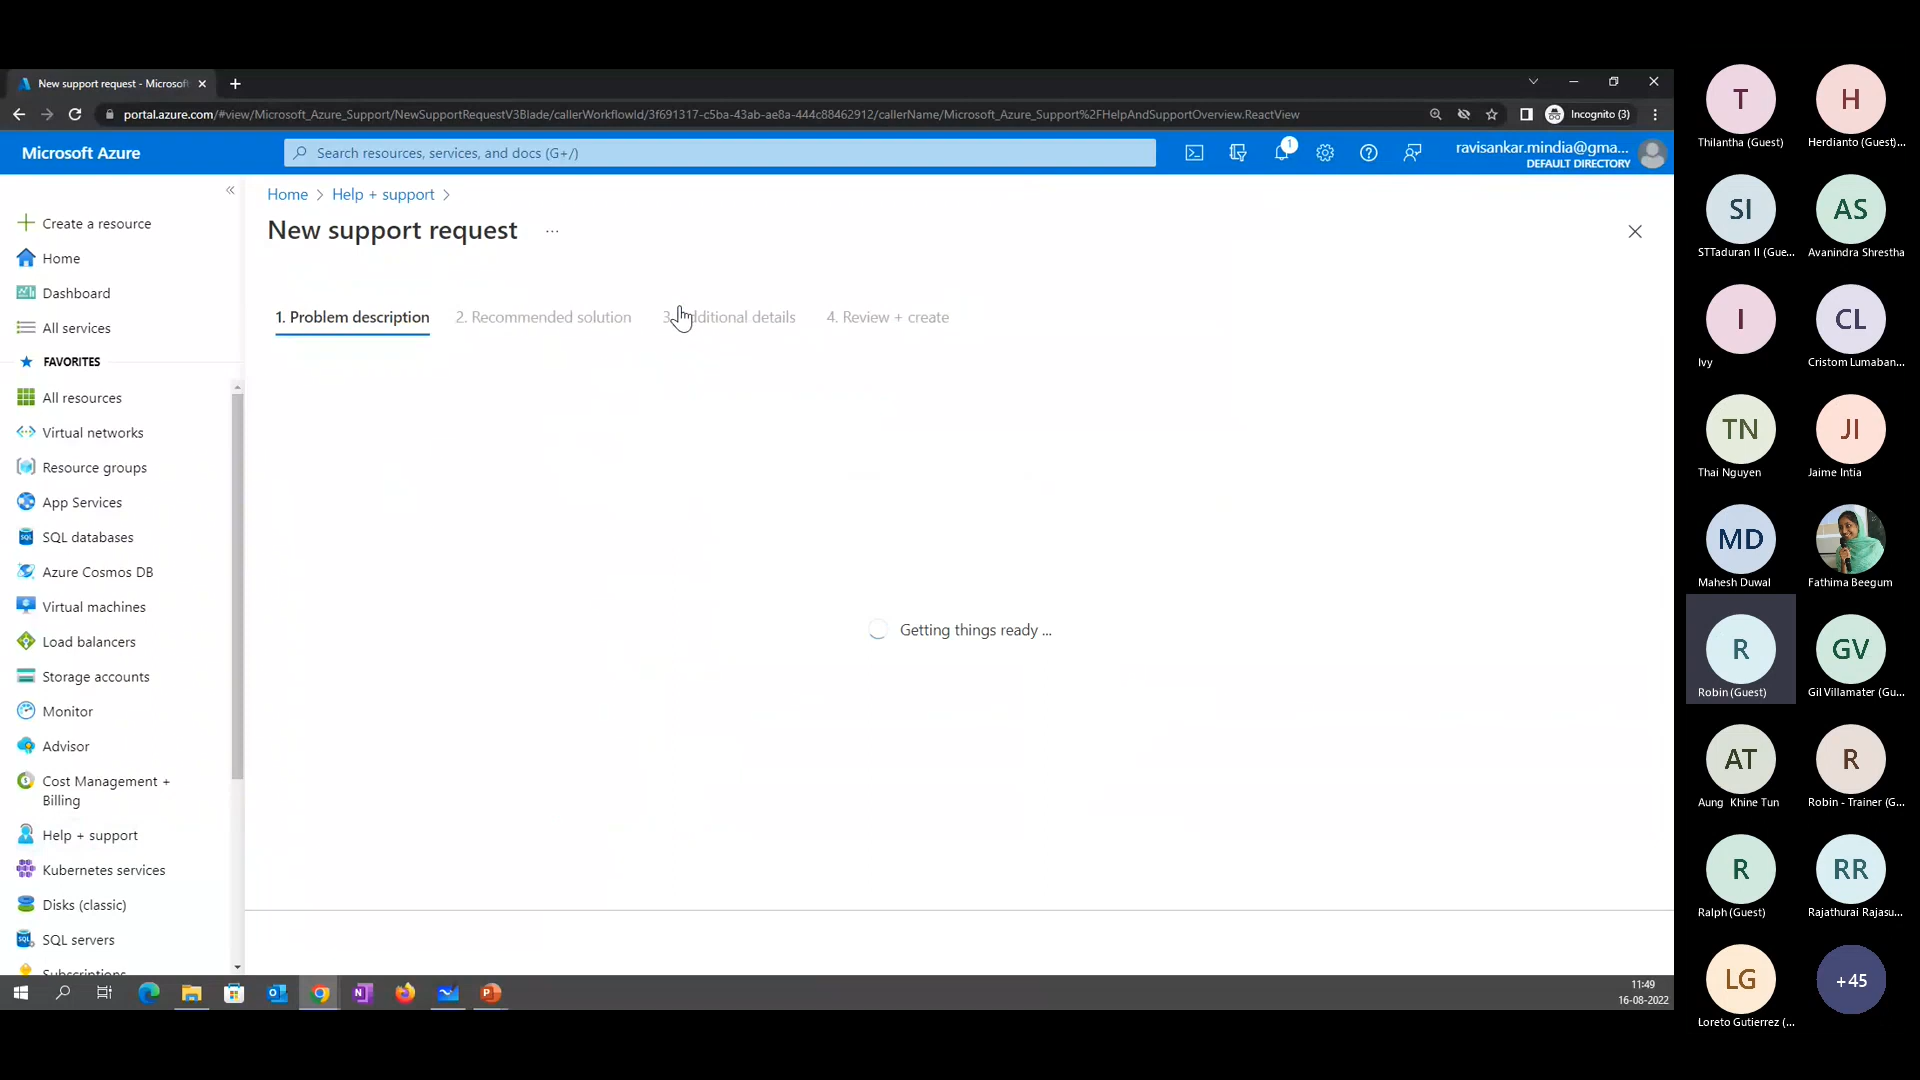 New support request - Microsoft
portal.azure.com/#view/Microsoft_Azure_Support/NewSupportRequestV3Blade/callerWorkflowId/3f691317-c5ba-43ab-ae8a-444c88462912/callerName/Microsoft_Azure_Support%2FHelpAndSupportOverview.ReactView
Incognito (3)
Microsoft Azure
Search resources, services, and docs (G+/)
1
ravisankar.mindia@gma...
DEFAULT DIRECTORY
Create a resource
Home
Dashboard
All services
FAVORITES
All resources
Virtual networks
Resource groups
App Services
SQL databases
Azure Cosmos DB
Virtual machines
Load balancers
Storage accounts
Monitor
Advisor
Cost Management +
Billing
Help + support
Kubernetes services
Disks (classic)
SQL servers
Subscriptions
Home > Help + support >
New support request ...
1. Problem description
2. Recommended solution
3. Additional details
4. Review + create
Getting things ready ...
11:49
16-08-2022
T
Thilantha (Guest)
H
Herdianto (Guest)...
SI
STTaduran II (Gue...
AS
Avanindra Shrestha
I
Ivy
CL
Cristom Lumaban...
TN
Thai Nguyen
JI
Jaime Intia
MD
Mahesh Duwal
Fathima Beegum
R
Robin (Guest)
GV
Gil Villamater (Gu...
AT
Aung Khine Tun
R
Robin - Trainer (G...
R
Ralph (Guest)
RR
Rajathurai Rajasu...
LG
Loreto Gutierrez (...
+45